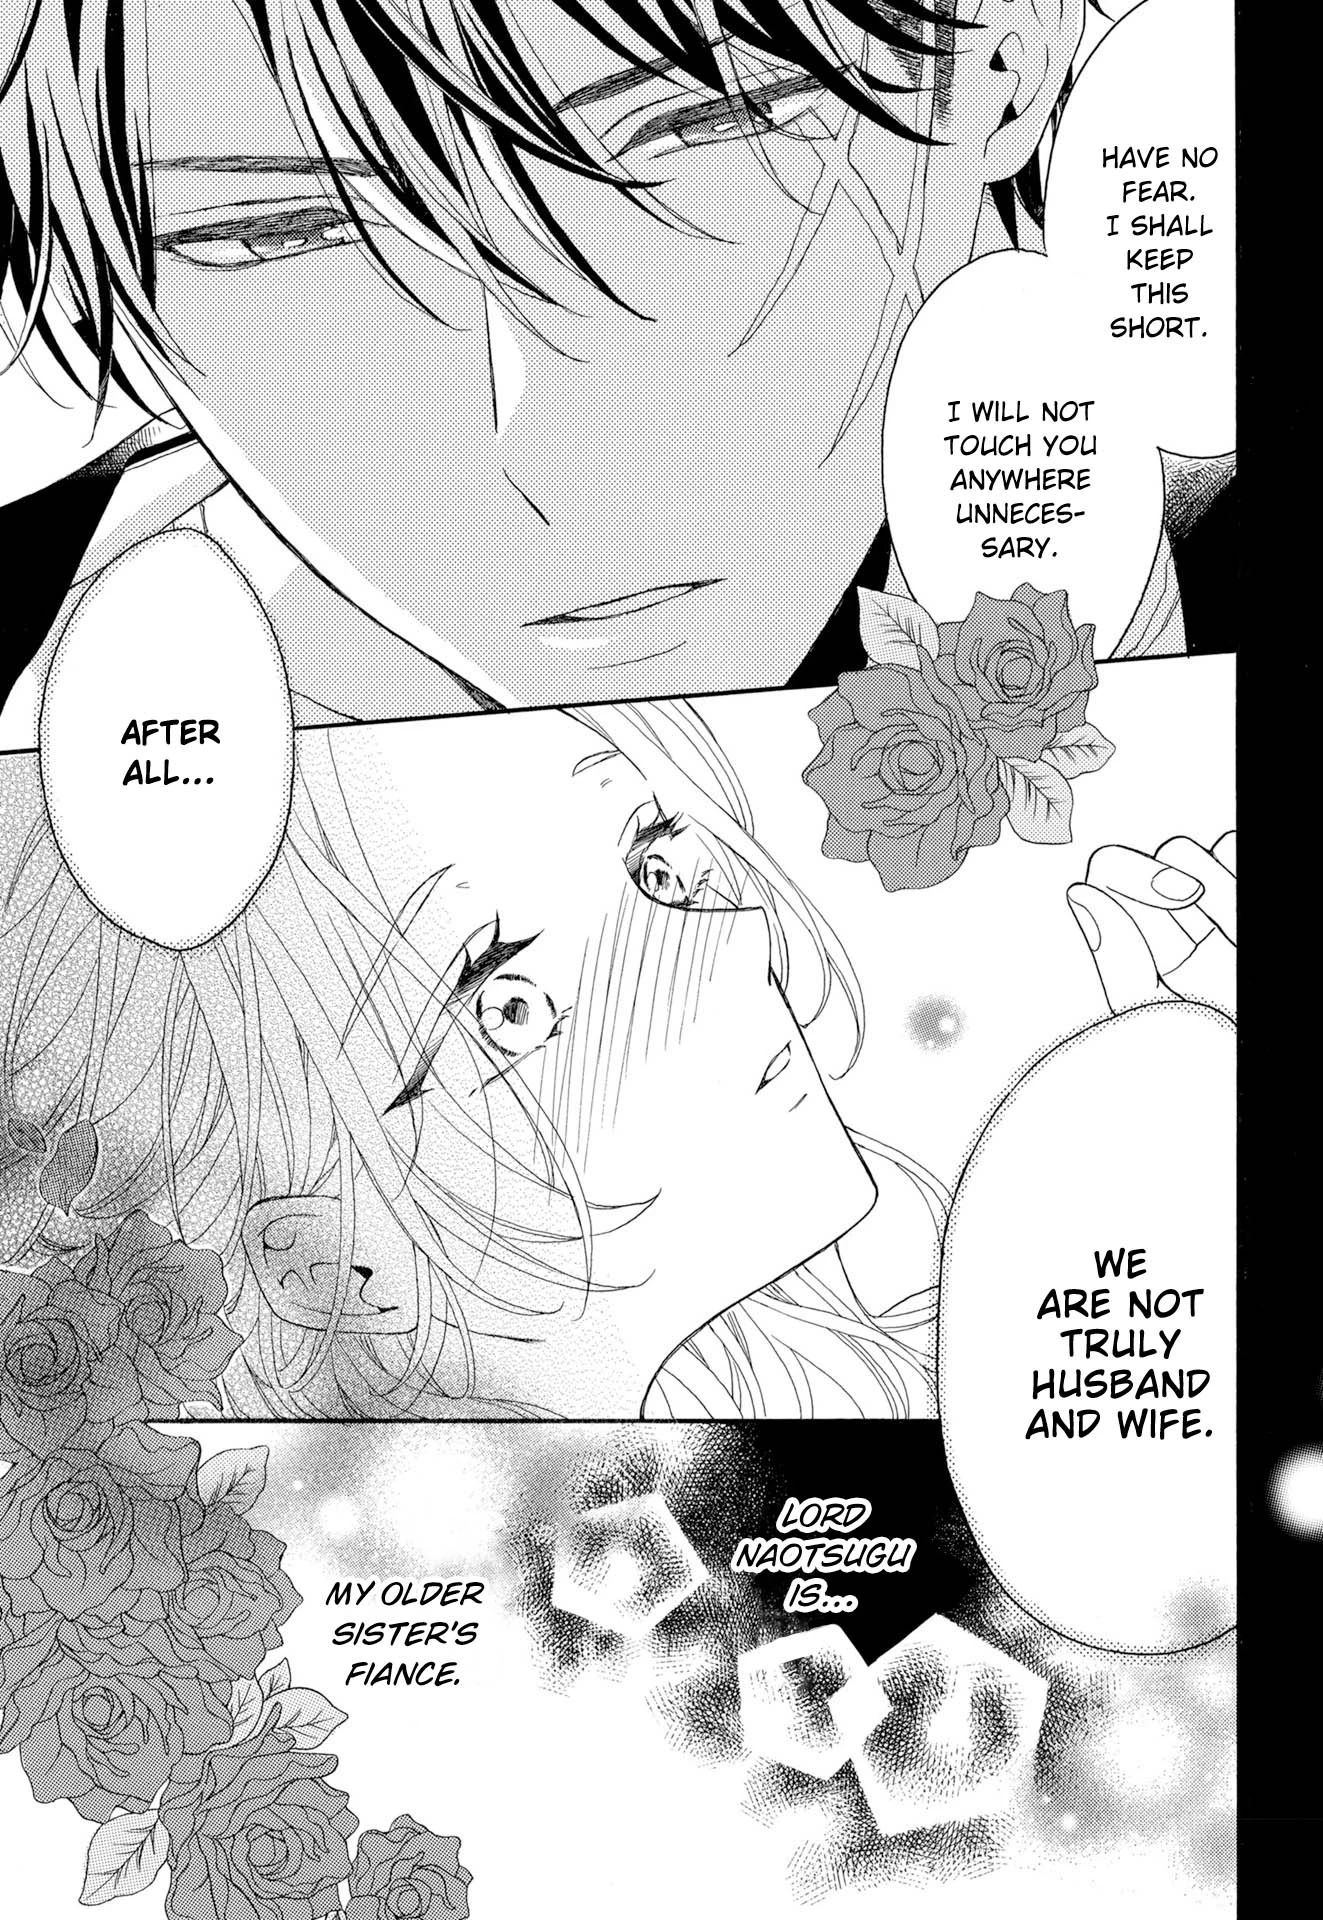 HAVE NO
FEAR.
I SHALL
KEEP
THIS
SHORT.
I WILL NOT
TOUCH YOU
ANYWHERE
UNNECES-
SARY.
WE
ARE NOT
TRULY
HUSBAND
AND WIFE.
AFTER
ALL...
LORD
NAOTSUGU
IS...
MY OLDER
SISTER'S
FIANCE.